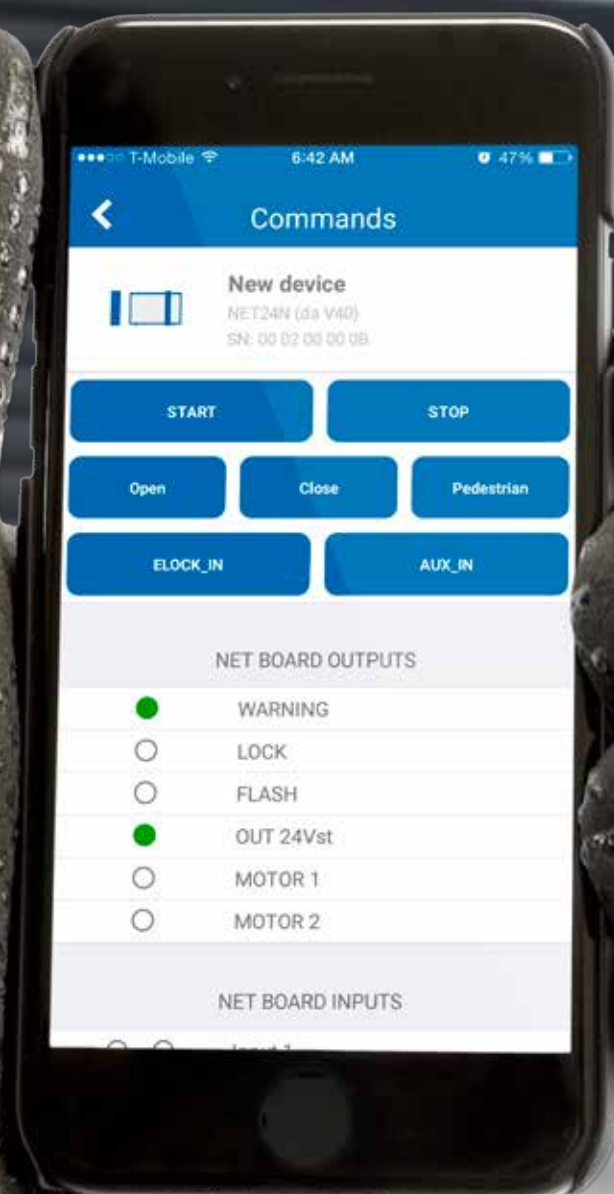 T-Mobile 6:42 AM 47%
Commands
New device
NET24N (da V40)
SN: 00 02 00 00 0B
START STOP
Open Close Pedestrian
ELOCK_IN AUX_IN
NET BOARD OUTPUTS
WARNING
LOCK
FLASH
OUT 24Vst
MOTOR 1
MOTOR 2
NET BOARD INPUTS
Input 1